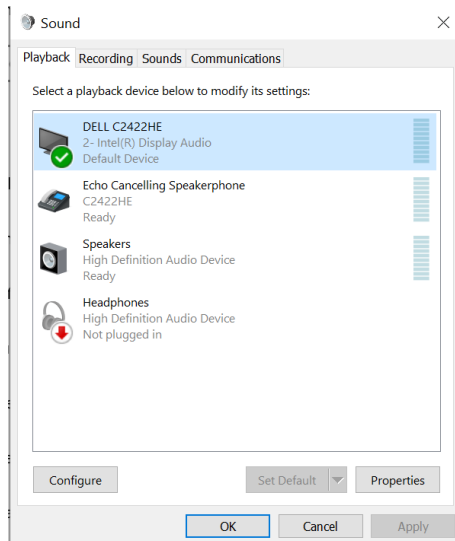 Sound
Playback Recording Sounds Communications
Select a playback device below to modify its settings:
DELL C2422HE
2- Intel(R) Display Audio
Default Device
Echo Cancelling Speakerphone
C2422HE
Ready
Speakers
High Definition Audio Device
Ready
Headphones
High Definition Audio Device
Not plugged in
Configure Set Default Properties
OK Cancel Apply